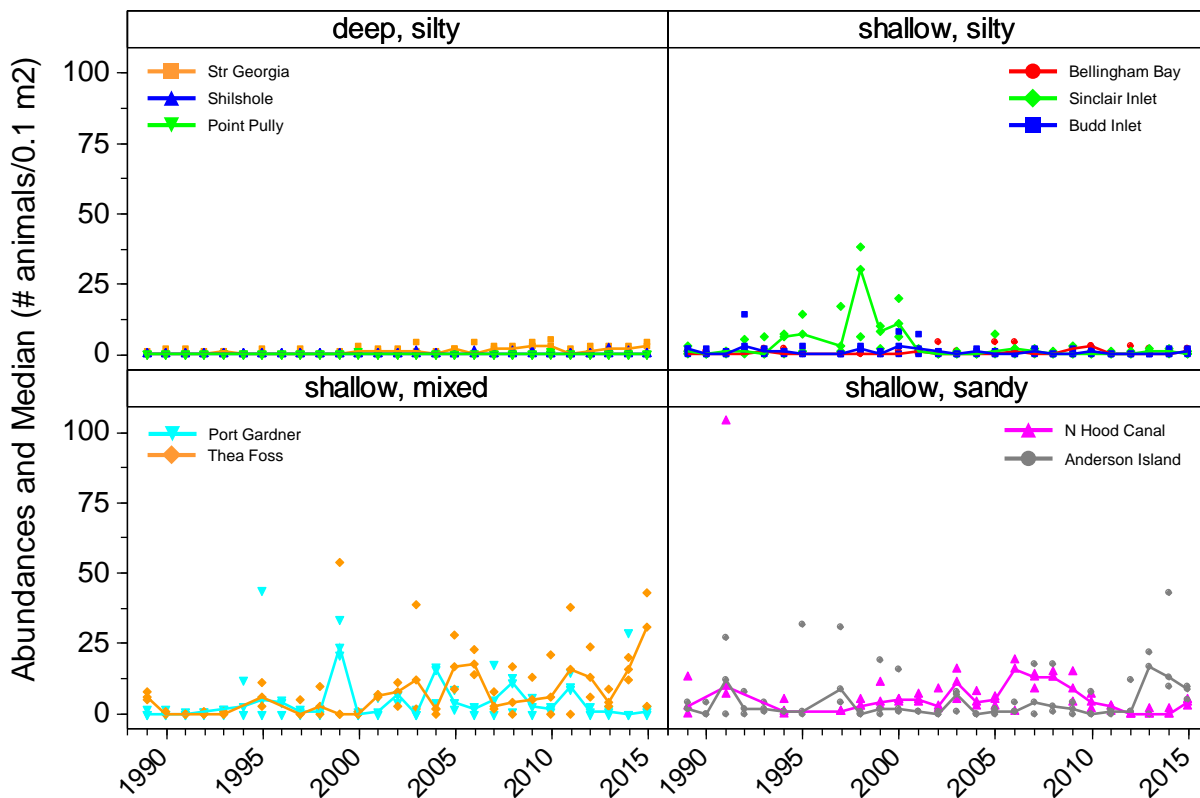 Abundances and Median (# animals/0.1 m2)
deep, silty
100
75
50
25
0
Str Georgia
Shilshole
Point Pully
shallow, silty
Bellingham Bay
Sinclair Inlet
Budd Inlet
shallow, mixed
100
75
50
25
0
Port Gardner
Thea Foss
shallow, sandy
N Hood Canal
Anderson Island
1990 1995 2000 2005 2010 2015
1990 1995 2000 2005 2010 2015